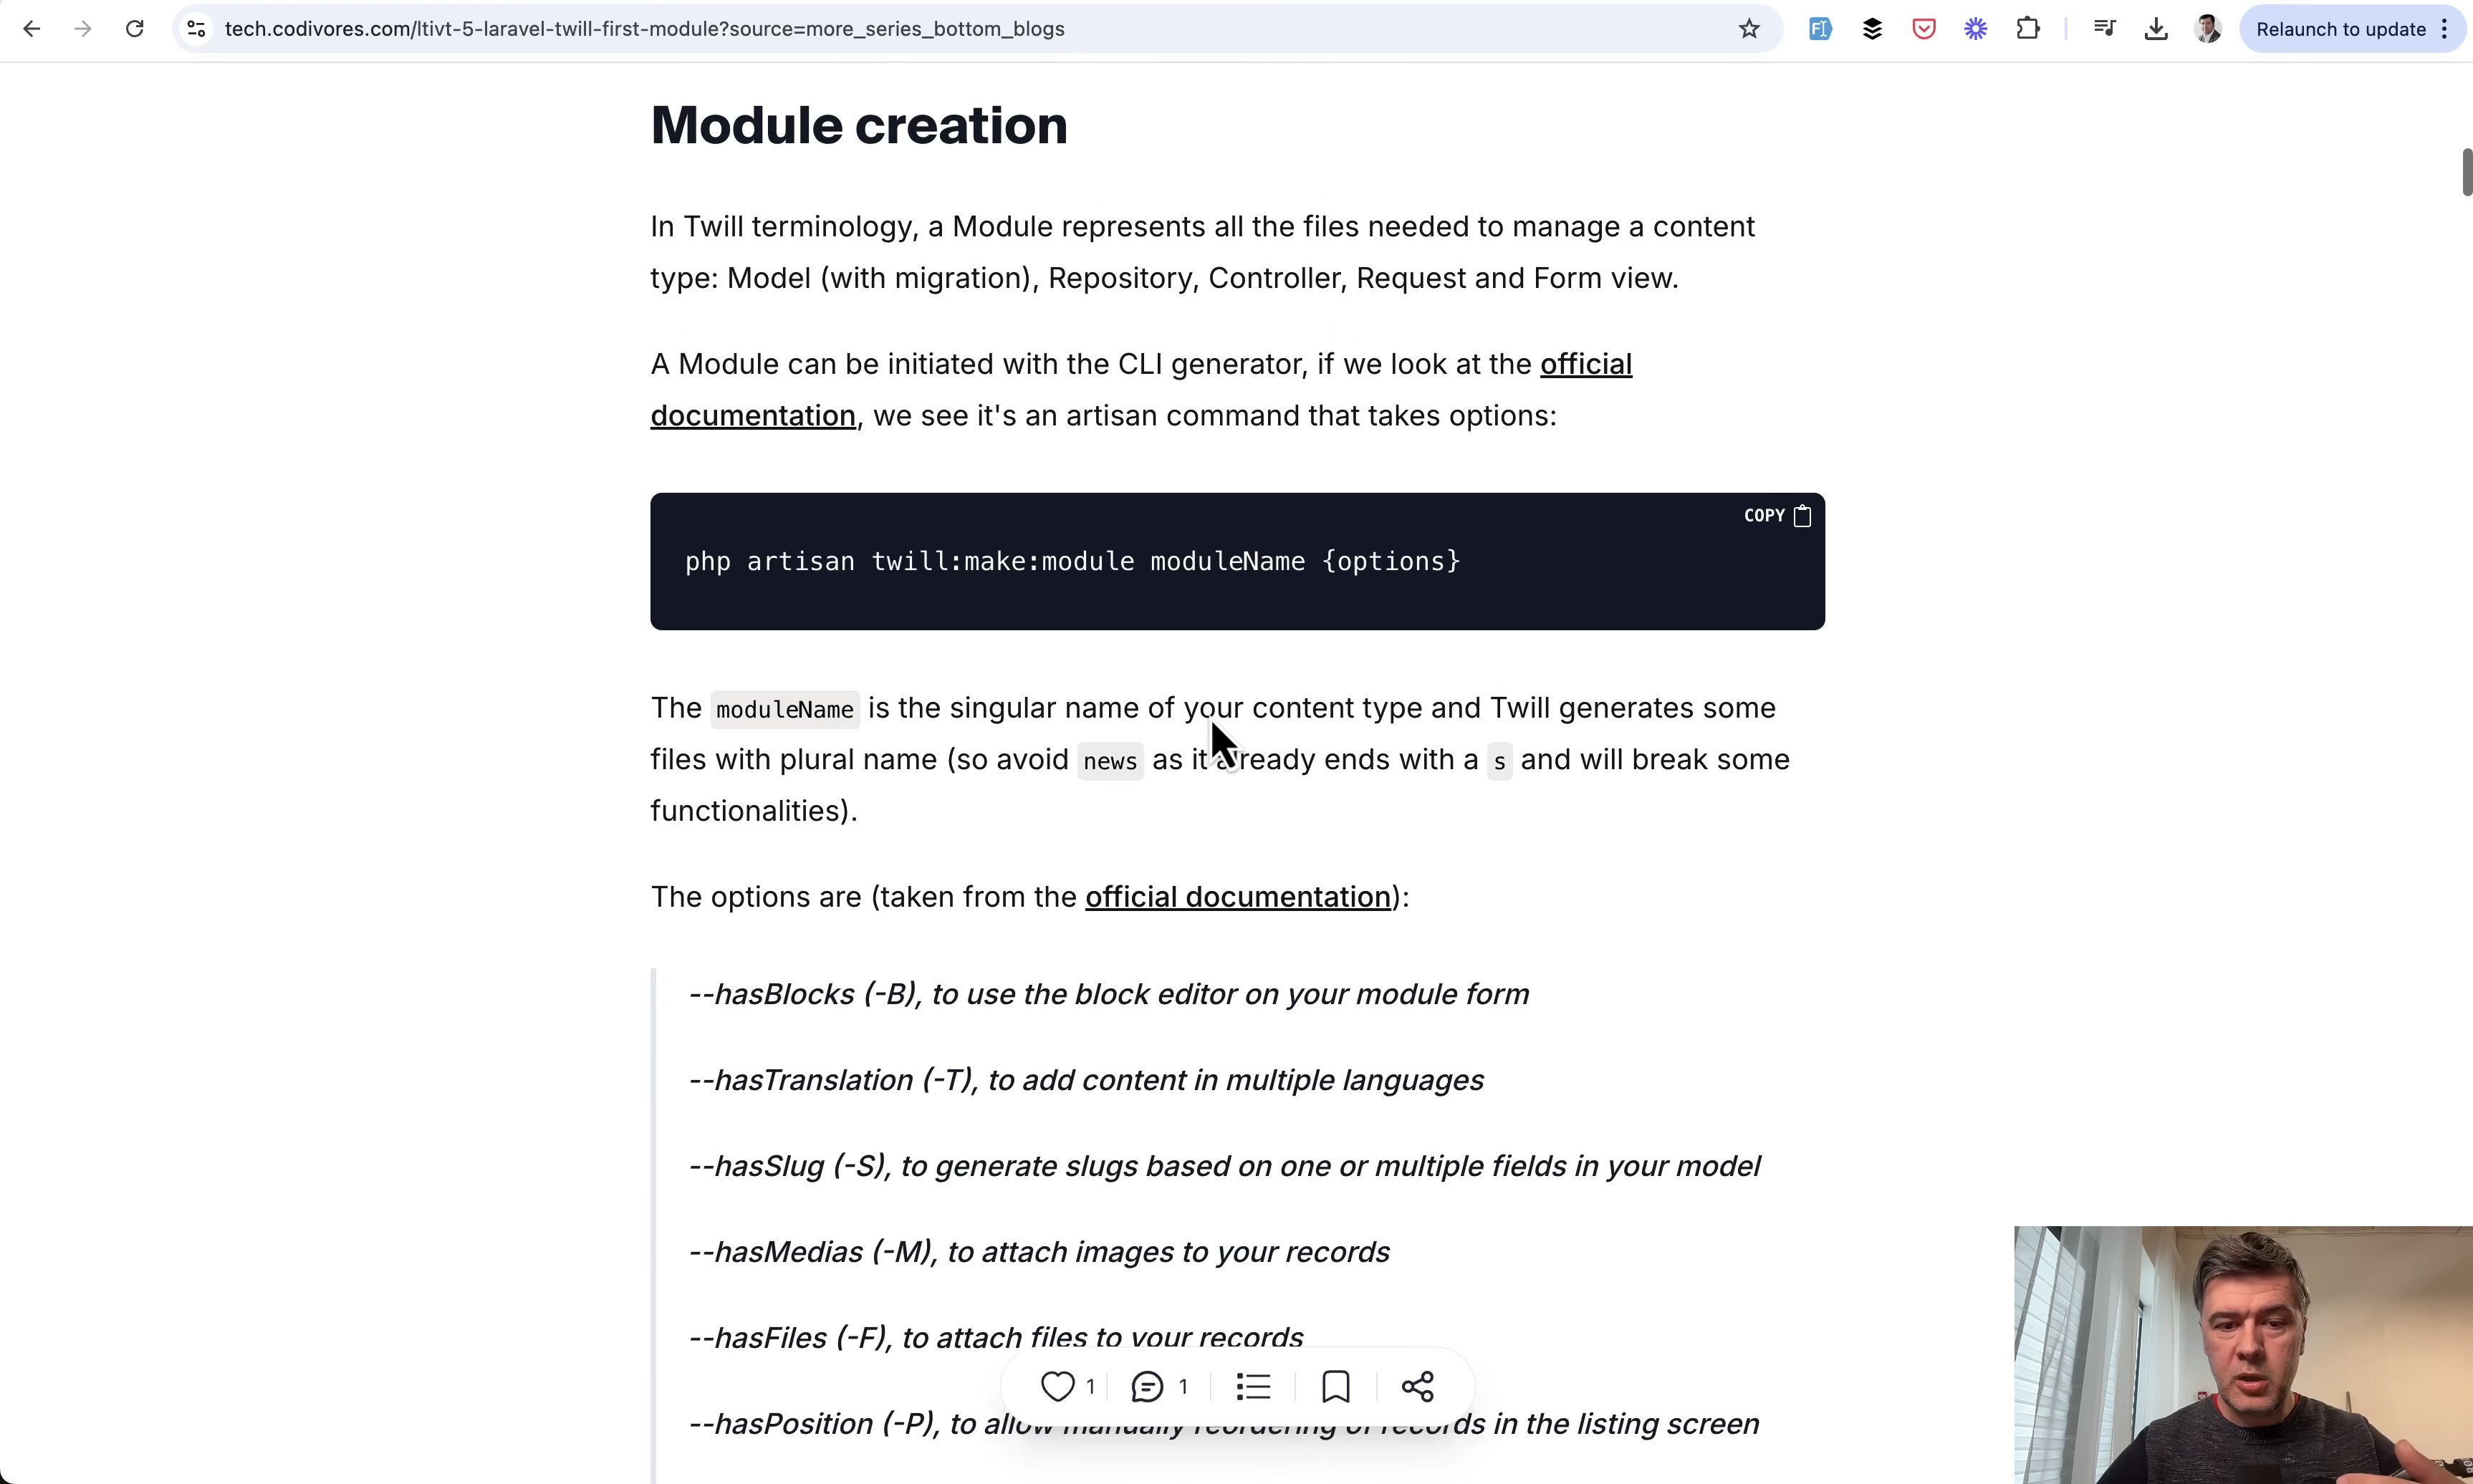 tech.codivores.com/ltivt-5-laravel-twill-first-module?source=more_series_bottom_blogs
Relaunch to update
Module creation
In Twill terminology, a Module represents all the files needed to manage a content
type: Model (with migration), Repository, Controller, Request and Form view.
A Module can be initiated with the CLI generator, if we look at the official
documentation, we see it's an artisan command that takes options:
COPY
php artisan twill:make:module moduleName {options}
The moduleName is the singular name of your content type and Twill generates some
files with plural name (so avoid news as it already ends with a s and will break some
functionalities).
The options are (taken from the official documentation):
--hasBlocks (-B), to use the block editor on your module form
--hasTranslation (-T), to add content in multiple languages
--hasSlug (-S), to generate slugs based on one or multiple fields in your model
--hasMedias (-M), to attach images to your records
--hasFiles (-F), to attach files to your records
1 1
--hasPosition (-P), to allow manually reordering of records in the listing screen